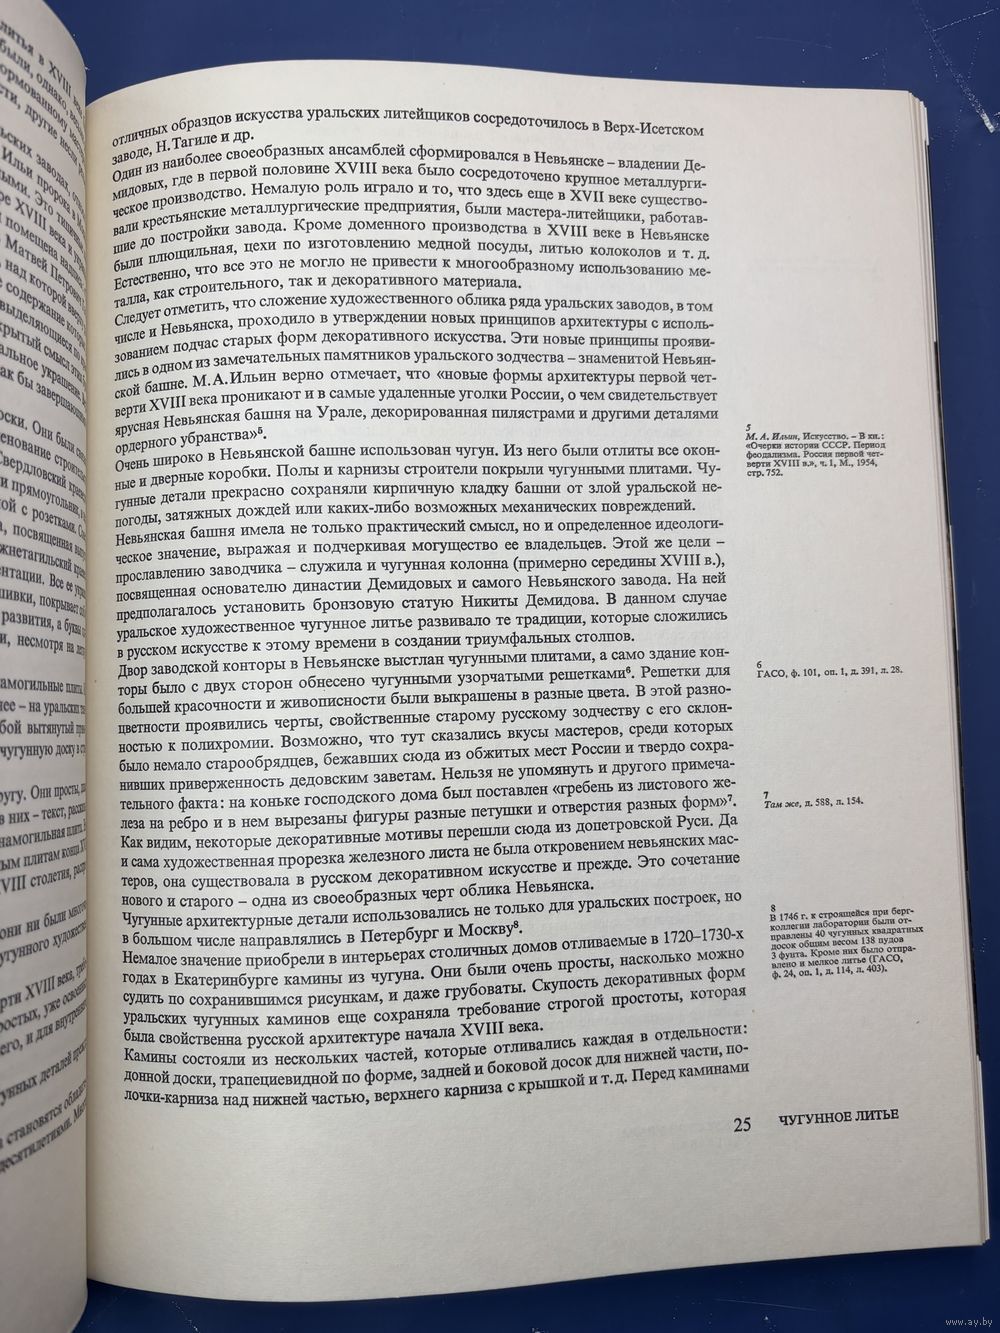 отличных образцов искусства уральских литейщиков сосредоточилось в Верх-Исетском
заводе, Н. Тагиле и др.
Один из наиболее своеобразных ансамблей сформировался в Невьянске – владении Де-
мидовых, где в первой половине XVIII века было сосредоточено крупное металлурги-
ческое производство. Немалую роль играло и то, что здесь еще в XVII веке существо-
вали крестьянские металлургические предприятия, были мастера-литейщики, работав-
шие до постройки завода. Кроме доменного производства в XVIII веке в Невьянске
были плющильная, цехи по изготовлению медной посуды, литью колоколов и т. д.
Естественно, что все это не могло не привести к многообразному использованию ме-
талла, как строительного, так и декоративного материала.
Следует отметить, что сложение художественного облика ряда уральских заводов, в том
числе и Невьянска, проходило в утверждении новых принципов архитектуры с исполь-
зованием подчас старых форм декоративного искусства. Эти новые принципы прояви-
лись в одном из замечательных памятников уральского зодчества – знаменитой Невьян-
ской башне. М. А. Ильин верно отмечает, что «новые формы архитектуры первой чет-
верти XVIII века проникают и в самые удаленные уголки России, о чем свидетельствует
ярусная Невьянская башня на Урале, декорированная пилястрами и другими деталями
ордерного убранства»⁵.
Очень широко в Невьянской башне использован чугун. Из него были отлиты все окон-
ные и дверные коробки. Полы и карнизы строители покрыли чугунными плитами. Чу-
гунные детали прекрасно сохраняли кирпичную кладку башни от злой уральской не-
погоды, затяжных дождей или каких-либо возможных механических повреждений.
Невьянская башня имела не только практический смысл, но и определенное идеологи-
ческое значение, выражая и подчеркивая могущество ее владельцев. Этой же цели –
прославлению заводчика – служила и чугунная колонна (примерно середины XVIII в.),
посвященная основателю династии Демидовых и самого Невьянского завода. На ней
предполагалось установить бронзовую статую Никиты Демидова. В данном случае
уральское художественное чугунное литье развивало те традиции, которые сложились
в русском искусстве к этому времени в создании триумфальных столпов.
Двор заводской конторы в Невьянске выстлан чугунными плитами, а само здание кон-
торы было с двух сторон обнесено чугунными узорчатыми решетками⁶. Решетки для
большей красочности и живописности были выкрашены в разные цвета. В этой разно-
цветности проявились черты, свойственные старому русскому зодчеству с его склон-
ностью к полихромии. Возможно, что тут сказались вкусы мастеров, среди которых
было немало старообрядцев, бежавших сюда из обжитых мест России и твердо сохра-
нивших приверженность дедовским заветам. Нельзя не упомянуть и другого примеча-
тельного факта: на коньке господского дома был поставлен «гребень из листового же-
леза на ребро и в нем вырезаны фигуры разные петушки и отверстия разных форм»⁷.
Как видим, некоторые декоративные мотивы перешли сюда из допетровской Руси. Да
и сама художественная прорезка железного листа не была откровением невьянских мас-
теров, она существовала в русском декоративном искусстве и прежде. Это сочетание
нового и старого – одна из своеобразных черт облика Невьянска.
Чугунные архитектурные детали использовались не только для уральских построек, но
в большом числе направлялись в Петербург и Москву⁸.
Немалое значение приобрели в интерьерах столичных домов отливаемые в 1720–1730-х
годах в Екатеринбурге камины из чугуна. Они были очень просты, насколько можно
судить по сохранившимся рисункам, и даже грубоваты. Скупость декоративных форм
уральских чугунных каминов еще сохраняла требование строгой простоты, которая
была свойственна русской архитектуре начала XVIII века.
Камины состояли из нескольких частей, которые отливались каждая в отдельности:
донной доски, трапециевидной по форме, задней и боковой досок для нижней части, по-
лочки-карниза над нижней частью, верхнего карниза с крышкой и т. д. Перед каминами
5
М. А. Ильин, Искусство. – В кн.:
«Очерки истории СССР. Период
феодализма. Россия первой чет-
верти XVIII в.», ч. 1, М., 1954,
стр. 752.
6
ГАСО, ф. 101, оп. 1, д. 391, л. 28.
7
Там же, д. 588, л. 154.
8
В 1746 г. к строящейся при берг-
коллегии лаборатории были от-
правлены 40 чугунных квадратных
досок общим весом 138 пудов
3 фунта. Кроме них было отпра-
влено и мелкое литье (ГАСО,
ф. 24, оп. 1, д. 114, л. 403).
25 ЧУГУННОЕ ЛИТЬЕ
www.ay.by